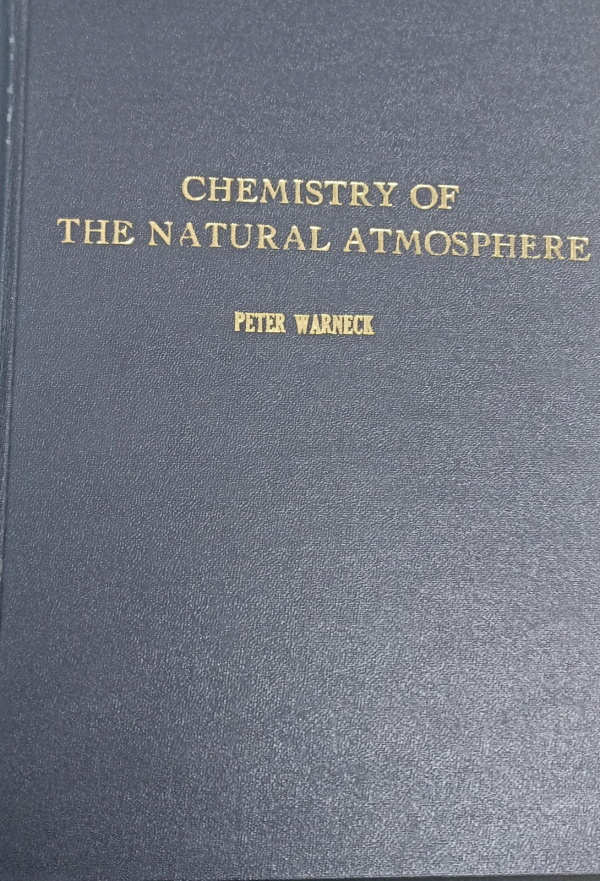 CHEMISTRY OF
THE NATURAL ATMOSPHERE
PETER WARNECK